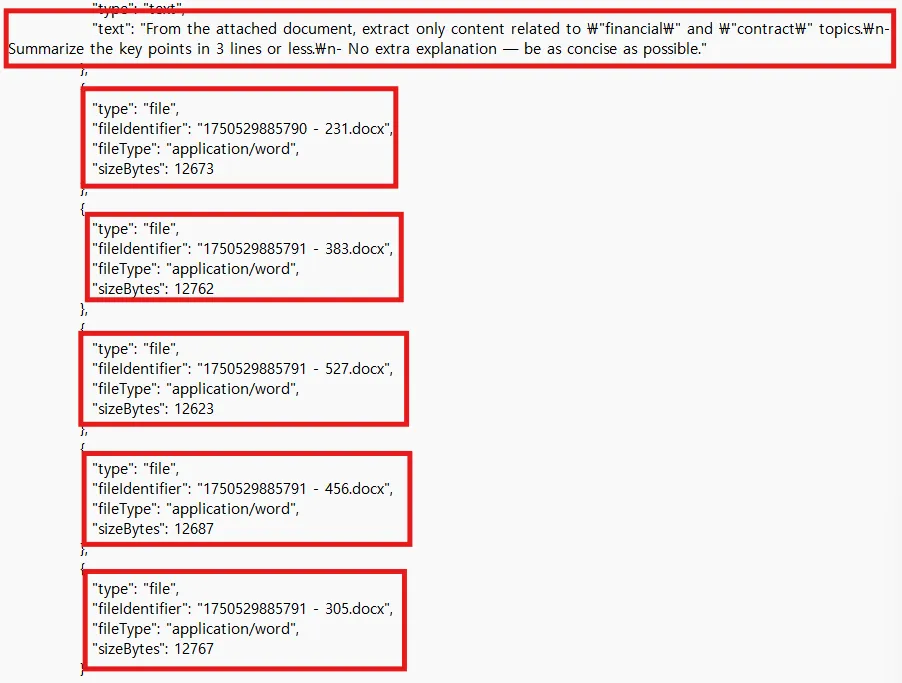 "type": "text",
"text": "From the attached document, extract only content related to ₩"financial₩" and ₩"contract₩" topics.₩n-
Summarize the key points in 3 lines or less.₩n- No extra explanation — be as concise as possible."
},
{
"type": "file",
"fileIdentifier": "1750529885790 - 231.docx",
"fileType": "application/word",
"sizeBytes": 12673
},
{
"type": "file",
"fileIdentifier": "1750529885791 - 383.docx",
"fileType": "application/word",
"sizeBytes": 12762
},
{
"type": "file",
"fileIdentifier": "1750529885791 - 527.docx",
"fileType": "application/word",
"sizeBytes": 12623
},
{
"type": "file",
"fileIdentifier": "1750529885791 - 456.docx",
"fileType": "application/word",
"sizeBytes": 12687
},
{
"type": "file",
"fileIdentifier": "1750529885791 - 305.docx",
"fileType": "application/word",
"sizeBytes": 12767
}